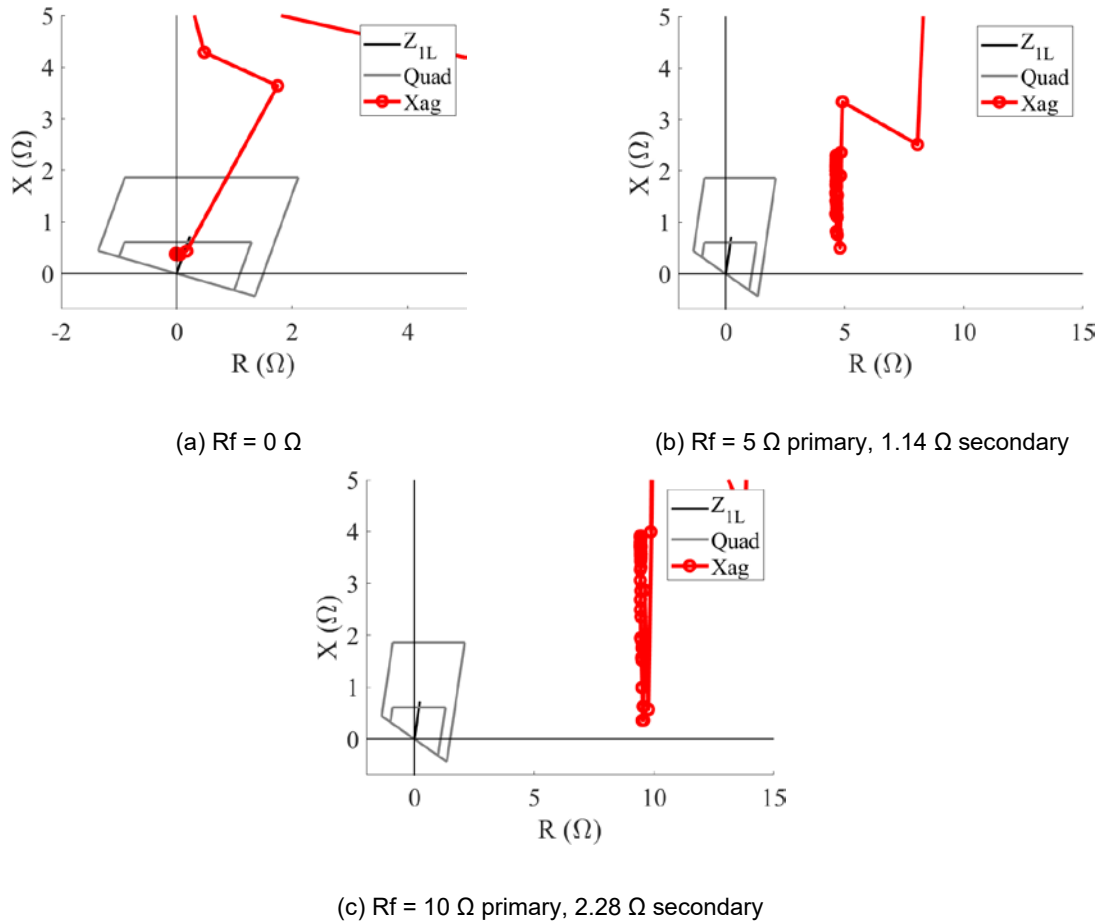 5
4
3
2
1
0
X (Ω)
-2
0
2
4
R (Ω)
Z1L
Quad
Xag
(a) Rf = 0 Ω
5
4
3
2
1
0
X (Ω)
0
5
10
15
R (Ω)
Z1L
Quad
Xag
(b) Rf = 5 Ω primary, 1.14 Ω secondary
5
4
3
2
1
0
X (Ω)
0
5
10
15
R (Ω)
Z1L
Quad
Xag
(c) Rf = 10 Ω primary, 2.28 Ω secondary